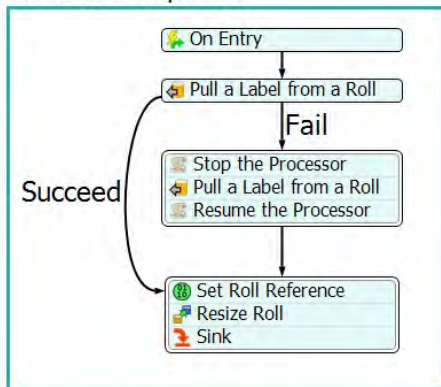 On Entry
Pull a Label from a Roll
Fail
Stop the Processor
Pull a Label from a Roll
Resume the Processor
Succeed
Set Roll Reference
Resize Roll
Sink